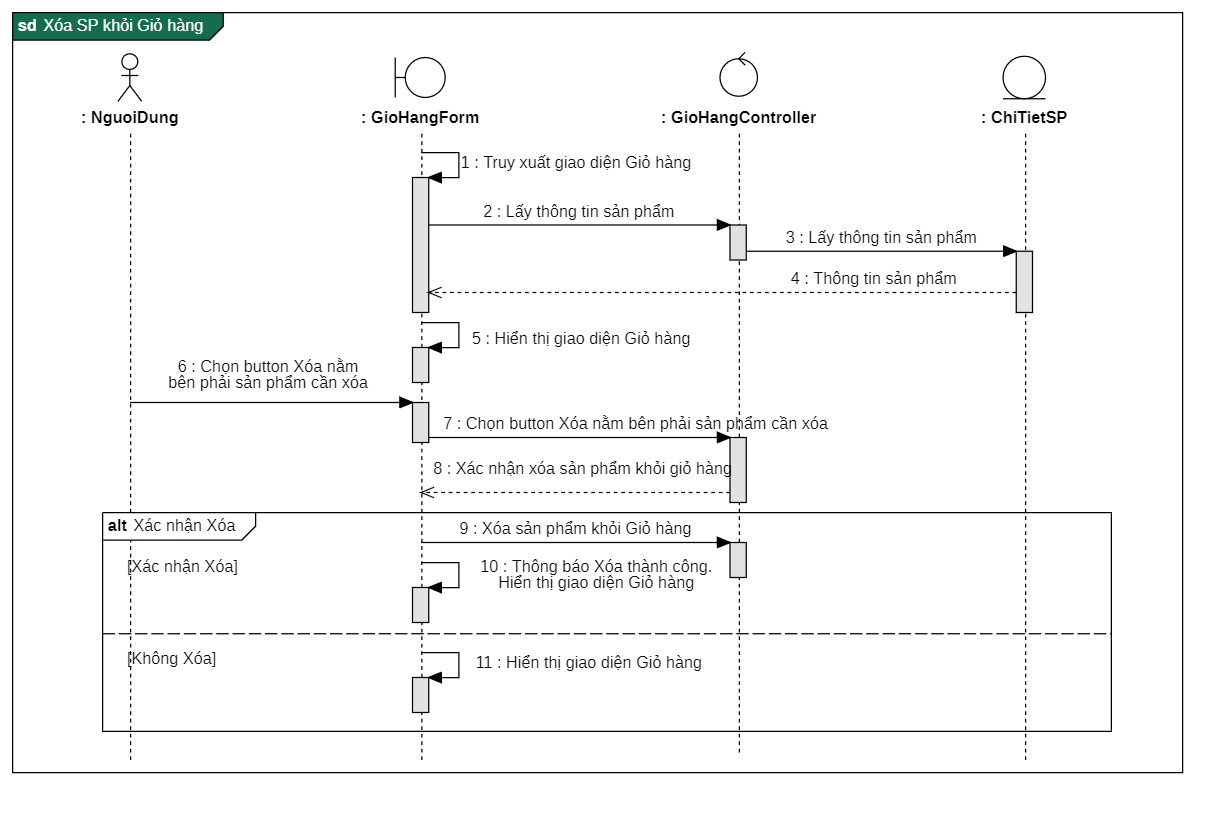 sd Xóa SP khỏi Giỏ hàng
: NguoiDung
: GioHangForm
: GioHangController
: ChiTietSP
1 : Truy xuất giao diện Giỏ hàng
2 : Lấy thông tin sản phẩm
3 : Lấy thông tin sản phẩm
4 : Thông tin sản phẩm
5 : Hiển thị giao diện Giỏ hàng
6 : Chọn button Xóa nằm
bên phải sản phẩm cần xóa
7 : Chọn button Xóa nằm bên phải sản phẩm cần xóa
8 : Xác nhận xóa sản phẩm khỏi giỏ hàng
alt Xác nhận Xóa
9 : Xóa sản phẩm khỏi Giỏ hàng
[Xác nhận Xóa]
10 : Thông báo Xóa thành công.
Hiển thị giao diện Giỏ hàng
[Không Xóa]
11 : Hiển thị giao diện Giỏ hàng